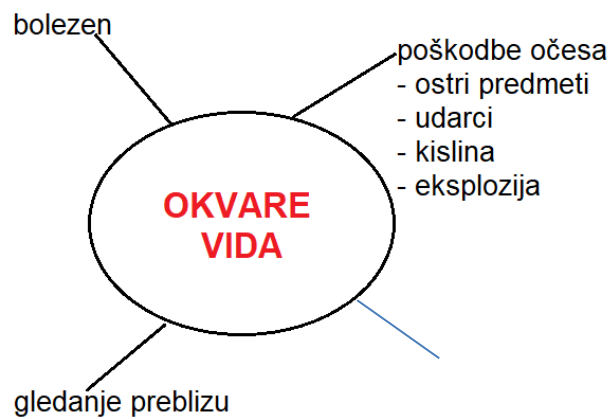 bolezen
poškodbe očesa
- ostri predmeti
- udarci
- kislina
- eksplozija
OKVARE
VIDA
gledanje preblizu